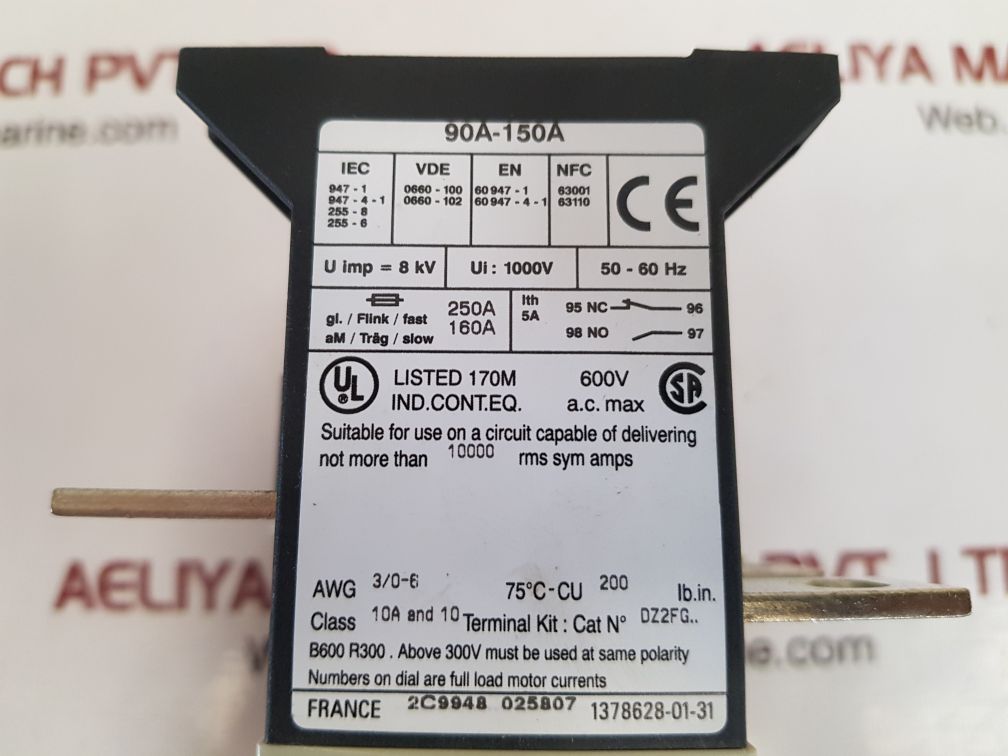 CH PVT
AELIYA MA
arine.com
Web.
90A-150A
IEC
947 - 1
947 - 4 - 1
255 - 8
255 - 6
VDE
0660 - 100
0660 - 102
EN
60 947 - 1
60 947 - 4 - 1
NFC
63001
63110
CE
U imp = 8 kV
Ui : 1000V
50 - 60 Hz
gl. / Flink / fast 250A
aM / Träg / slow 160A
Ith
5A
95 NC 96
98 NO 97
UL
LISTED 170M 600V
IND.CONT.EQ. a.c. max
SA
Suitable for use on a circuit capable of delivering
not more than 10000 rms sym amps
AELIYA
PVT. LT
AWG 3/0-6 75°C-CU 200 lb.in.
Class 10A and 10 Terminal Kit : Cat N° DZ2FG..
B600 R300 . Above 300V must be used at same polarity
Numbers on dial are full load motor currents
e.com
FRANCE 2C9948 025807 1378628-01-31